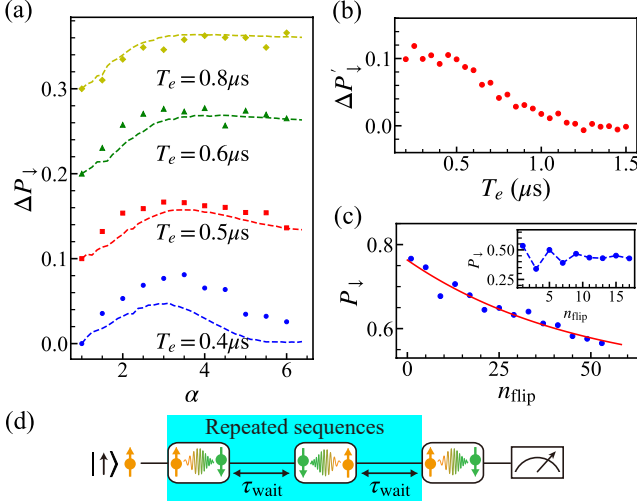 (a)
ΔP↓
0.3
0.2
0.1
0.0
T_e = 0.8μs
T_e = 0.6μs
T_e = 0.5μs
T_e = 0.4μs
2 4 6
α
(b)
ΔP′↓
0.1
0.0
0.5 1.0 1.5
T_e (μs)
(c)
P↓
0.8
0.6
0 25 50
n_flip
P↓
0.50
0.25
5 10 15
n_flip
(d)
Repeated sequences
|↑⟩
τ_wait τ_wait